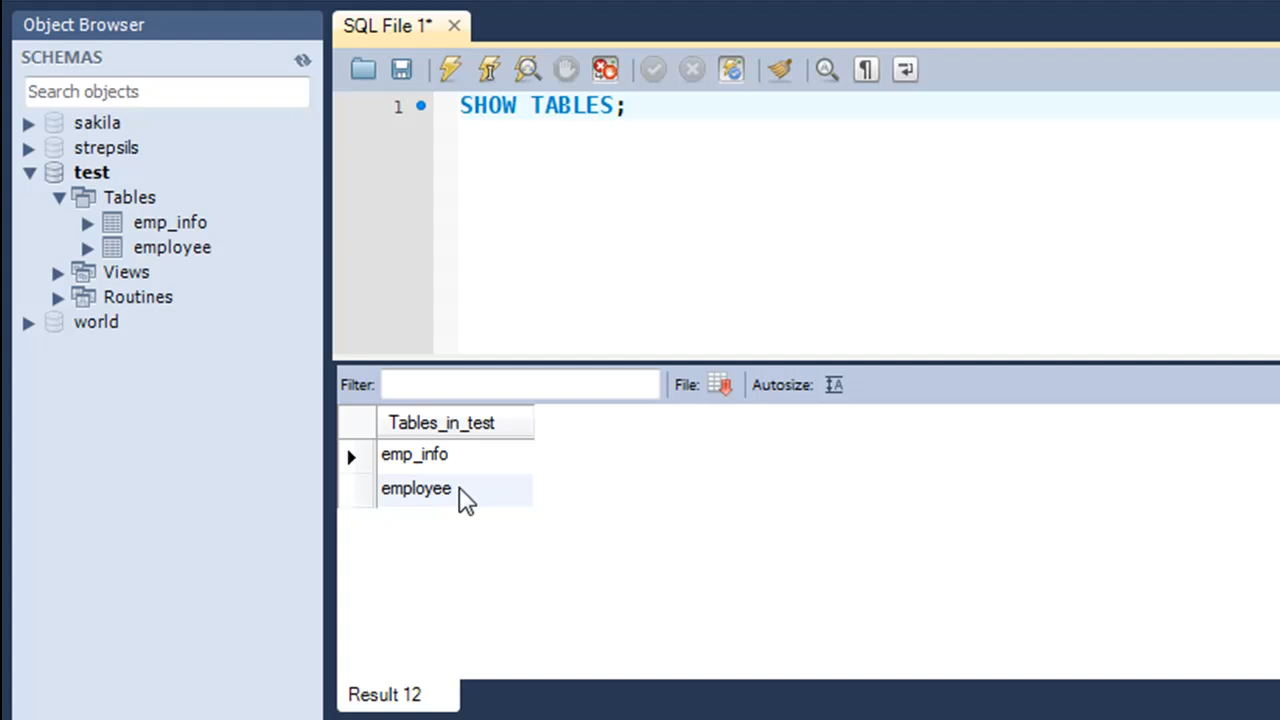 Object Browser
SCHEMAS
Search objects
sakila
strepsils
test
Tables
emp_info
employee
Views
Routines
world
SQL File 1*
1
SHOW TABLES;
Filter:
File:
Autosize:
Tables_in_test
emp_info
employee
Result 12